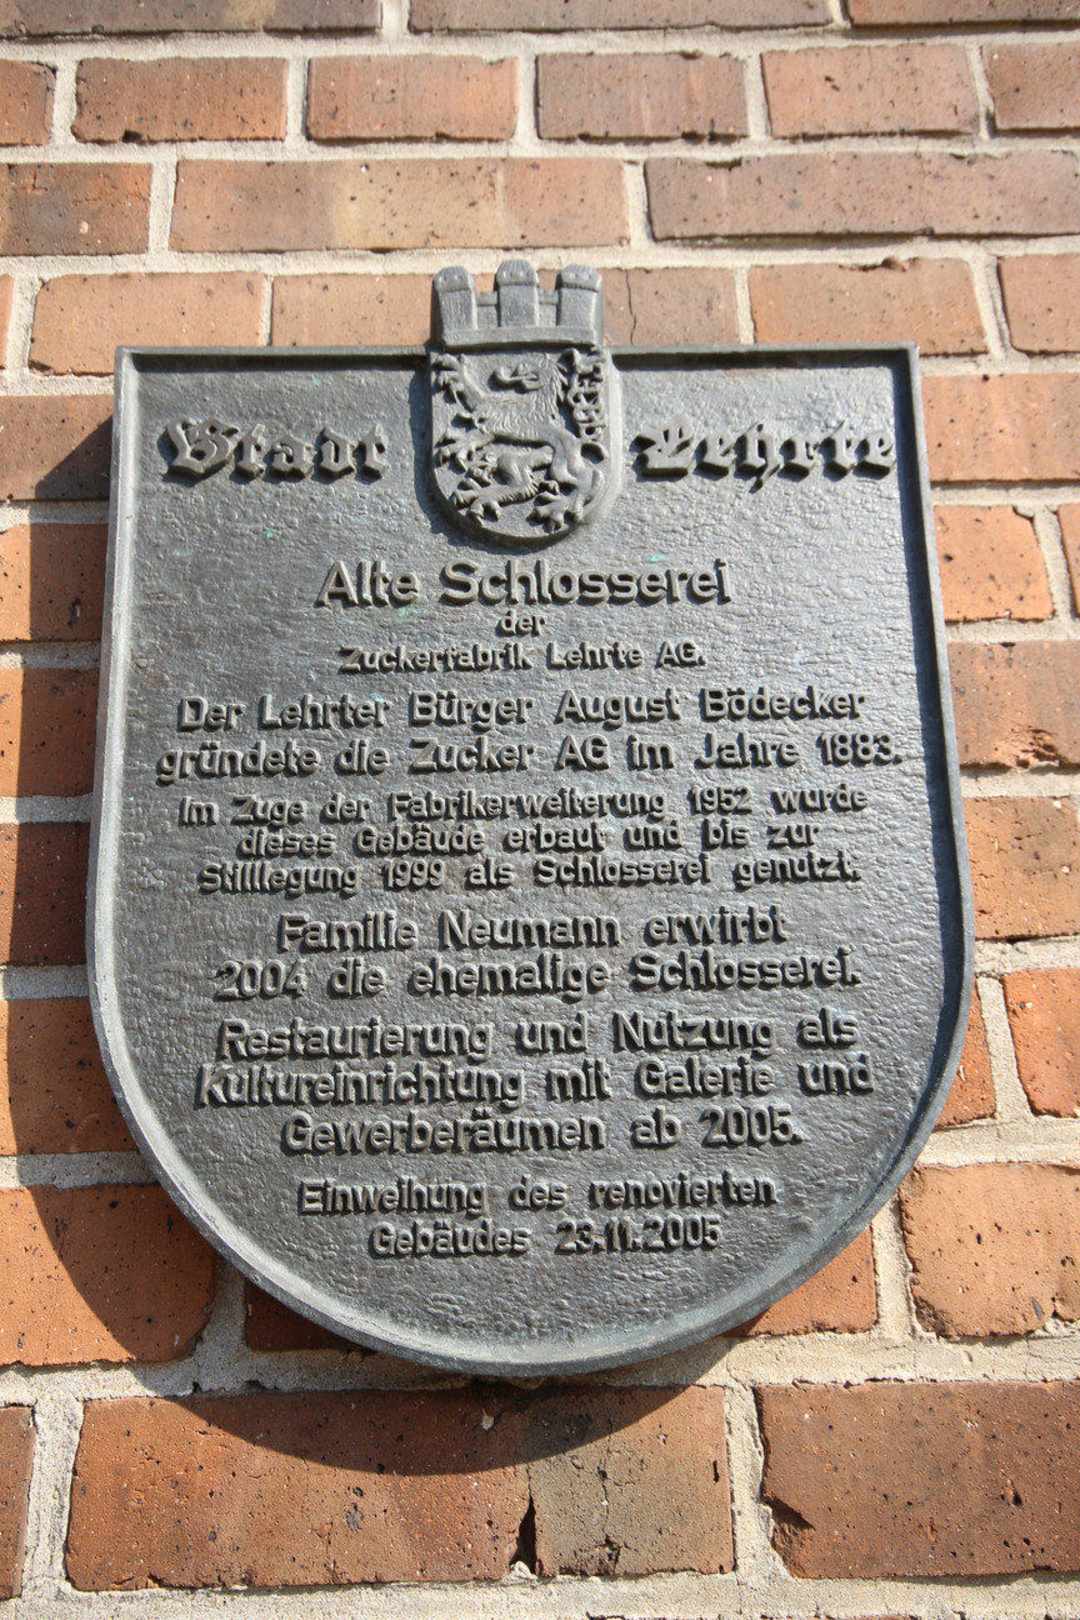 Stadt Lehrte
Alte Schlosserei
der
Zuckerfabrik Lehrte AG.
Der Lehrter Bürger August Bödecker
gründete die Zucker AG im Jahre 1883.
Im Zuge der Fabrikerweiterung 1952 wurde
dieses Gebäude erbaut und bis zur
Stilllegung 1999 als Schlosserei genutzt.
Familie Neumann erwirbt
2004 die ehemalige Schlosserei.
Restaurierung und Nutzung als
Kultureinrichtung mit Galerie und
Gewerberäumen ab 2005.
Einweihung des renovierten
Gebäudes 23.11.2005